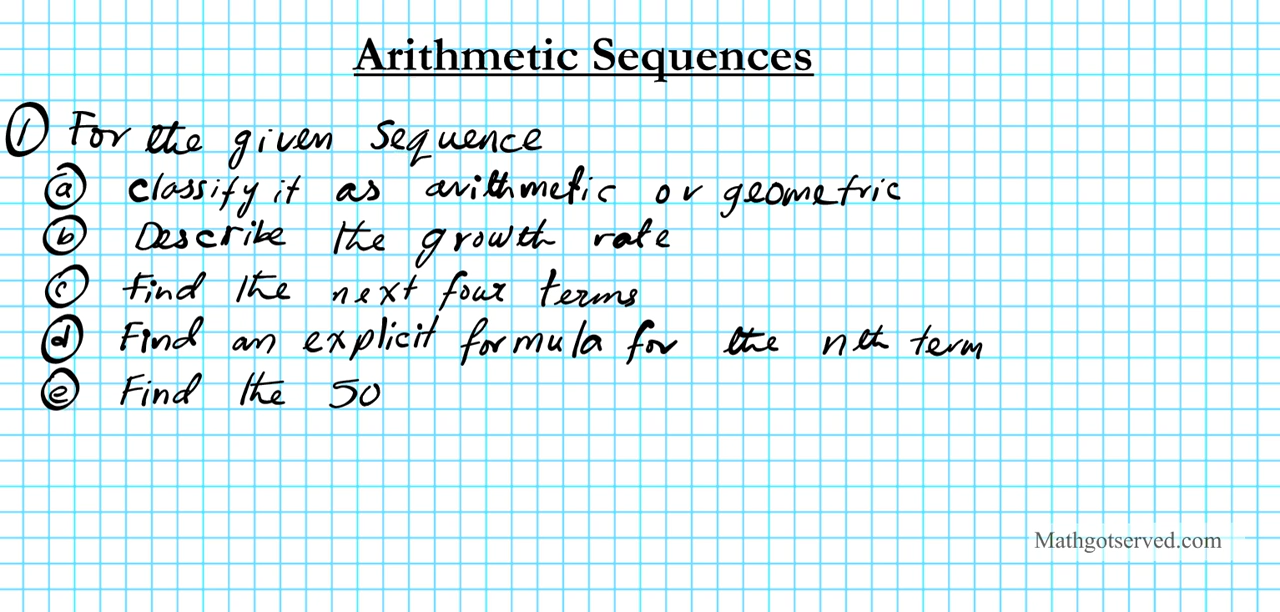 Arithmetic Sequences
① For the given sequence
ⓐ classify it as arithmetic or geometric
ⓑ Describe the growth rate
ⓒ find the next four terms
ⓓ Find an explicit formula for the nth term
ⓔ Find the 50
Mathgotserved.com